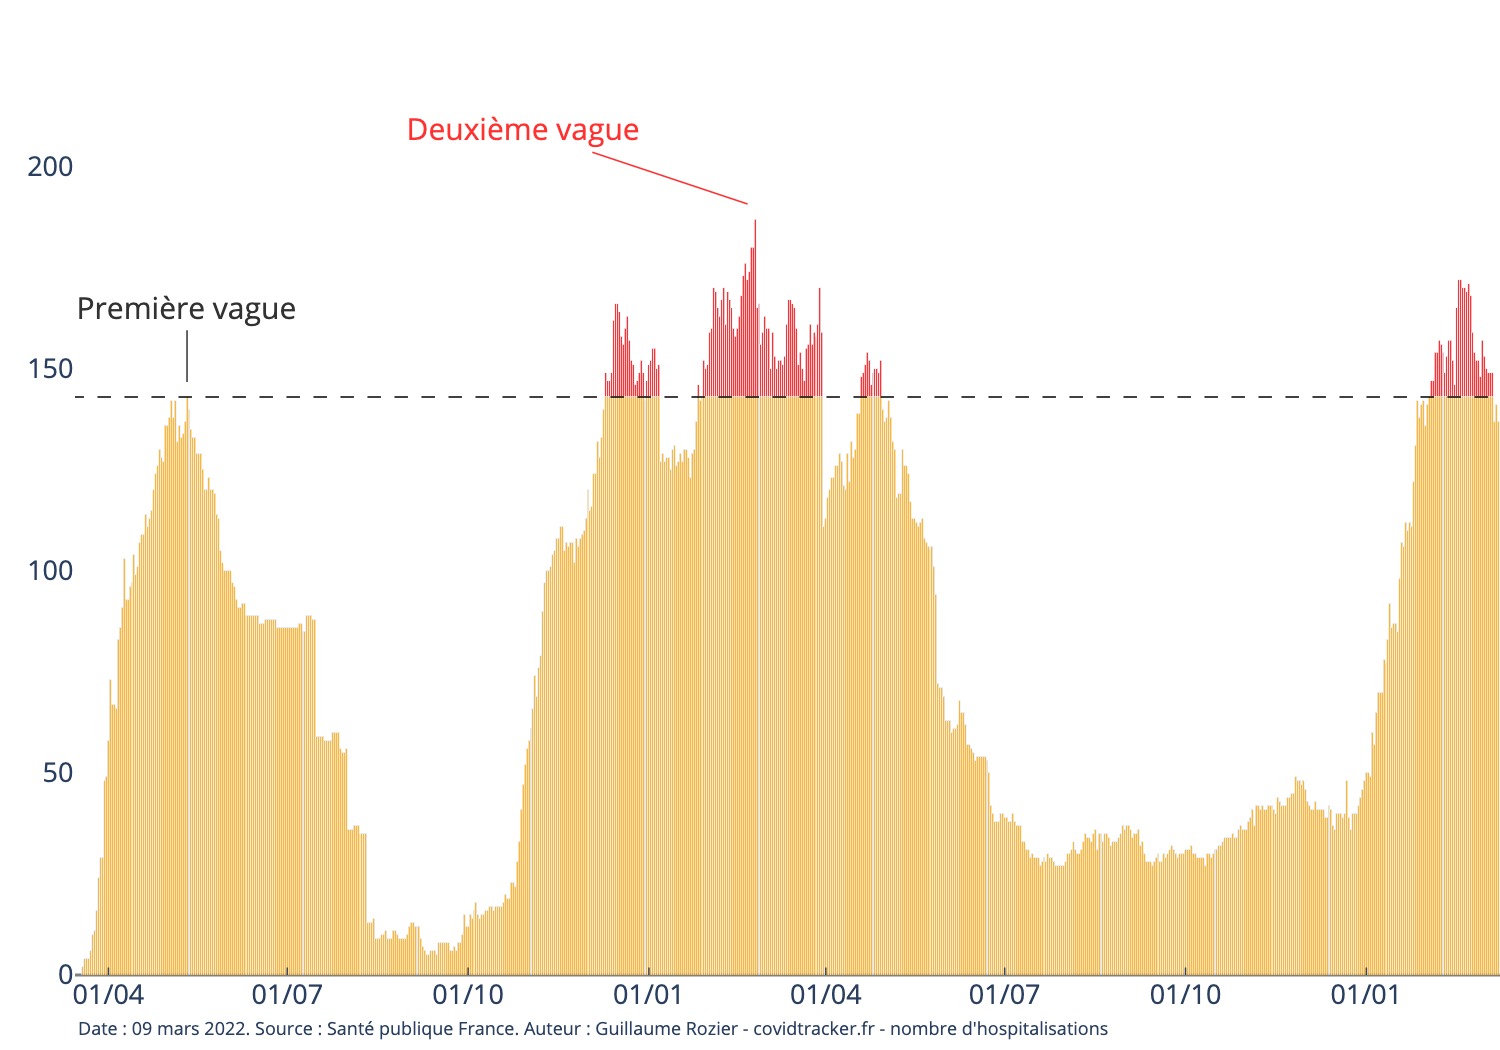 Deuxième vague
200
Première vague
150
100
50
0
01/04 01/07 01/10 01/01 01/04 01/07 01/10 01/01
Date : 09 mars 2022. Source : Santé publique France. Auteur : Guillaume Rozier - covidtracker.fr - nombre d'hospitalisations